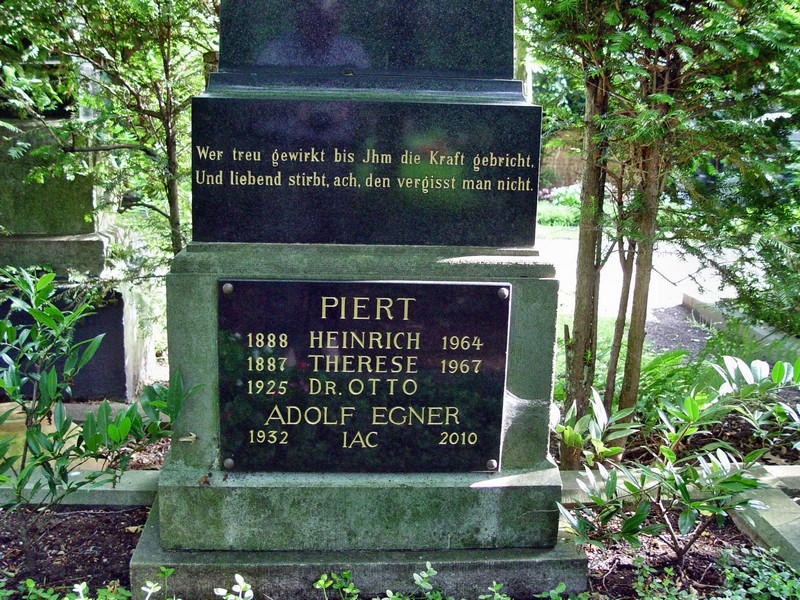 Wer treu gewirkt bis Jhm die Kraft gebricht,
Und liebend stirbt, ach, den vergisst man nicht.
PIERT
1888 HEINRICH 1964
1887 THERESE 1967
1925 DR. OTTO
ADOLF EGNER
1932 IAC 2010